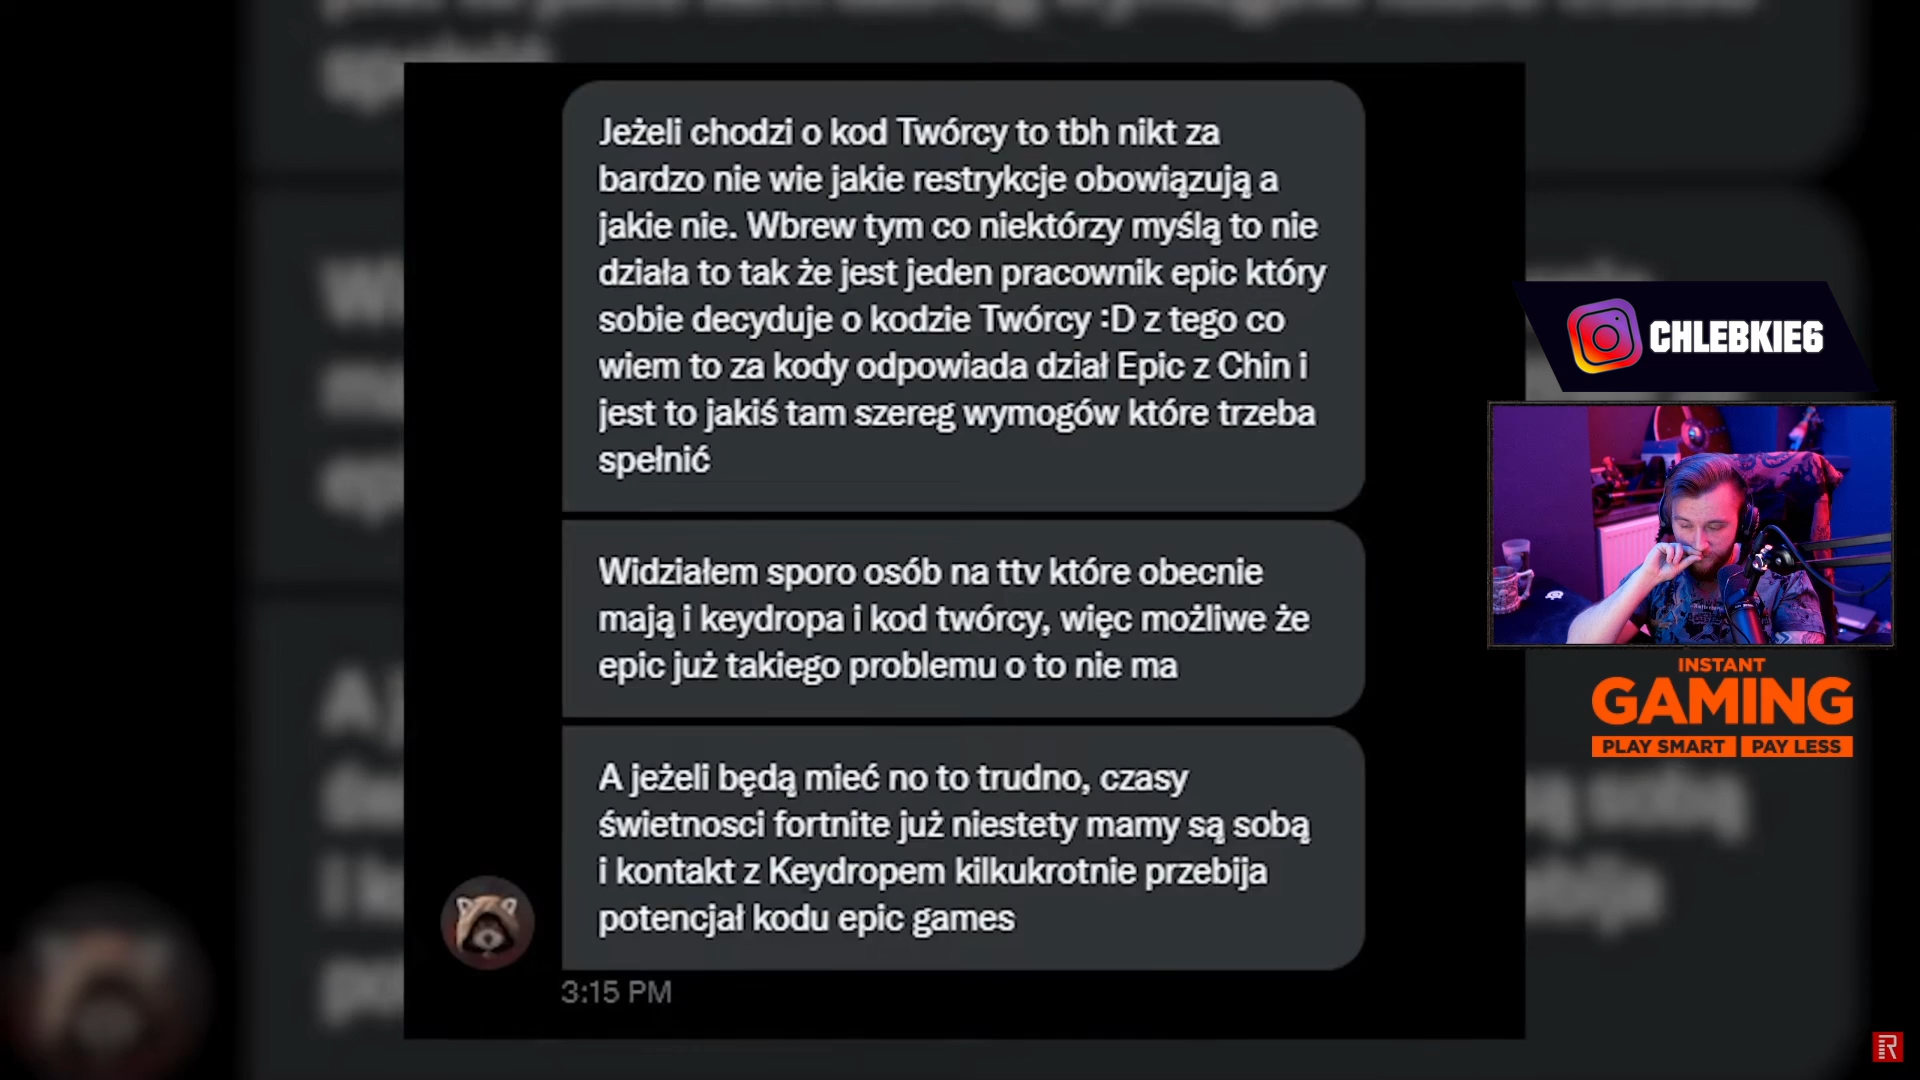 Jeżeli chodzi o kod Twórcy to tbh nikt za
bardzo nie wie jakie restrykcje obowiązują a
jakie nie. Wbrew tym co niektórzy myślą to nie
działa to tak że jest jeden pracownik epic który
sobie decyduje o kodzie Twórcy :D z tego co
wiem to za kody odpowiada dział Epic z Chin i
jest to jakiś tam szereg wymogów które trzeba
spełnić
Widziałem sporo osób na ttv które obecnie
mają i keydropa i kod twórcy, więc możliwe że
epic już takiego problemu o to nie ma
A jeżeli będą mieć no to trudno, czasy
świetnosci fortnite już niestety mamy są sobą
i kontakt z Keydropem kilkukrotnie przebija
potencjał kodu epic games
3:15 PM
CHLEBKIE6
INSTANT
GAMING
PLAY SMART PAY LESS
R